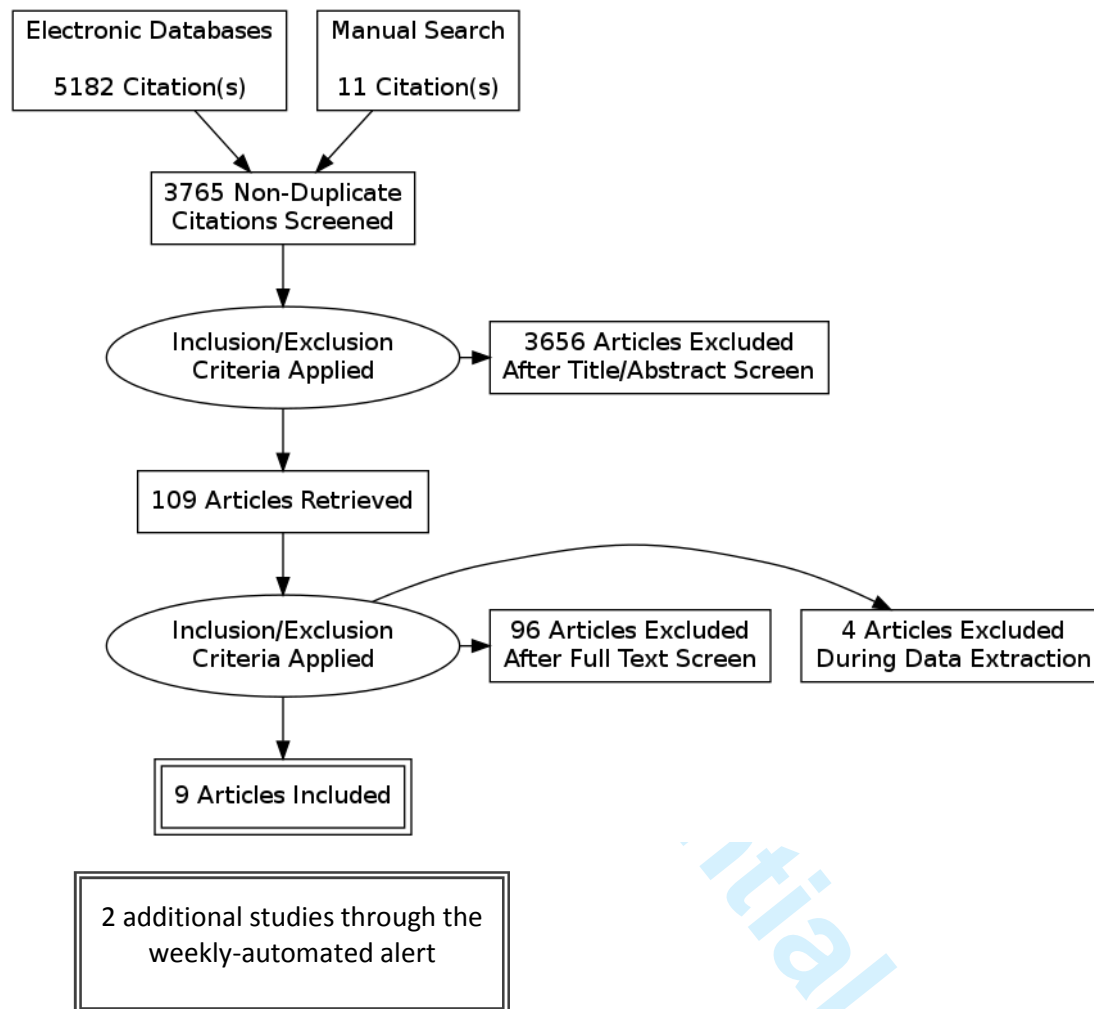 Electronic Databases
5182 Citation(s)
Manual Search
11 Citation(s)
3765 Non-Duplicate
Citations Screened
Inclusion/Exclusion
Criteria Applied
3656 Articles Excluded
After Title/Abstract Screen
109 Articles Retrieved
Inclusion/Exclusion
Criteria Applied
96 Articles Excluded
After Full Text Screen
4 Articles Excluded
During Data Extraction
9 Articles Included
2 additional studies through the
weekly-automated alert
ntial